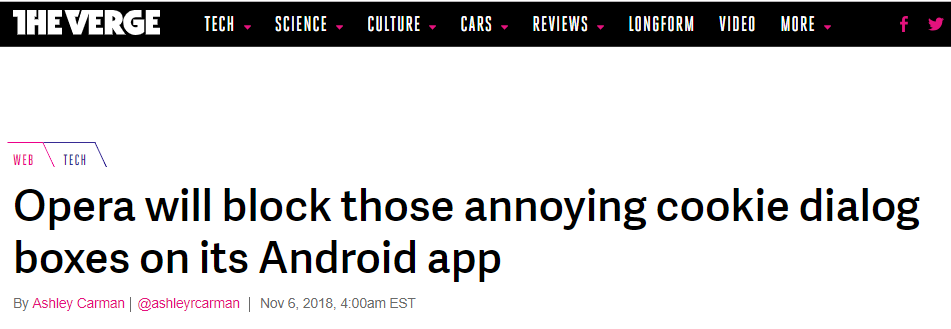 THE VERGE TECH SCIENCE CULTURE CARS REVIEWS LONGFORM VIDEO MORE
WEB TECH
Opera will block those annoying cookie dialog
boxes on its Android app
By Ashley Carman | @ashleyrcarman | Nov 6, 2018, 4:00am EST